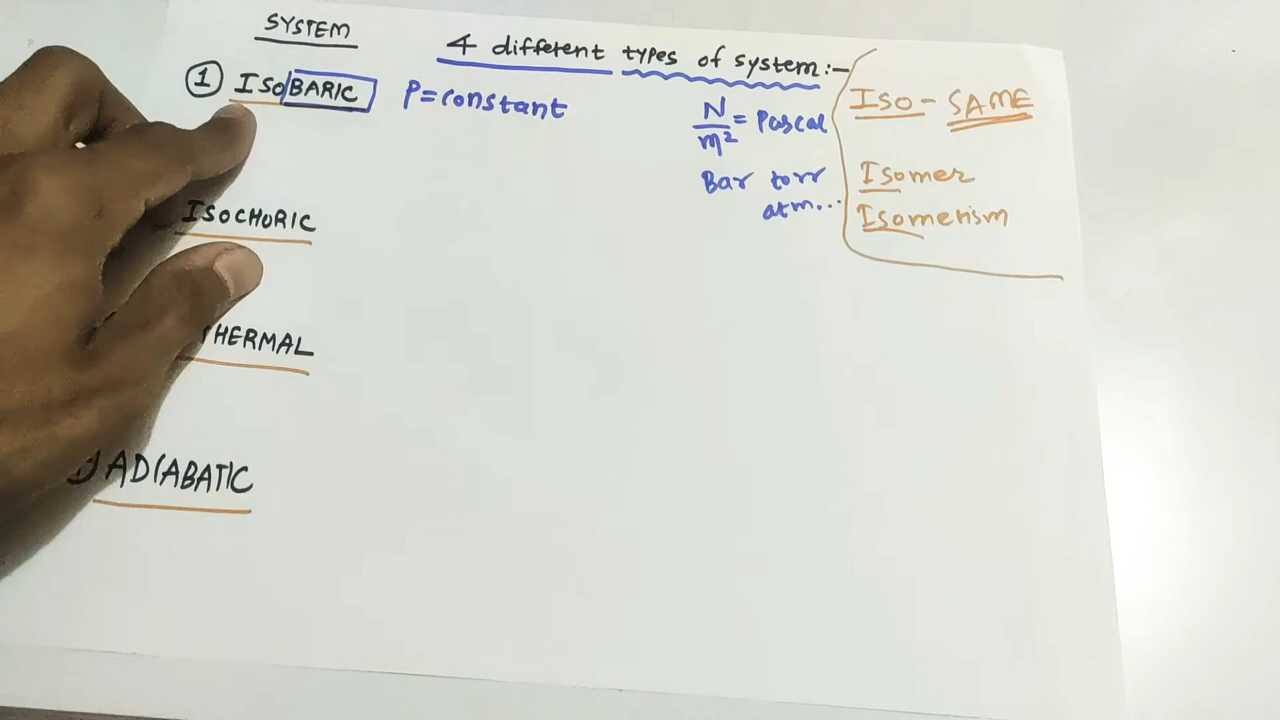 SYSTEM
4 different types of system:-
① ISOBARIC P=constant
N/m² = Pascal
Bar torr
atm...
ISOCHORIC
THERMAL
ADIABATIC
ISO - SAME
Isomer
Isomerism